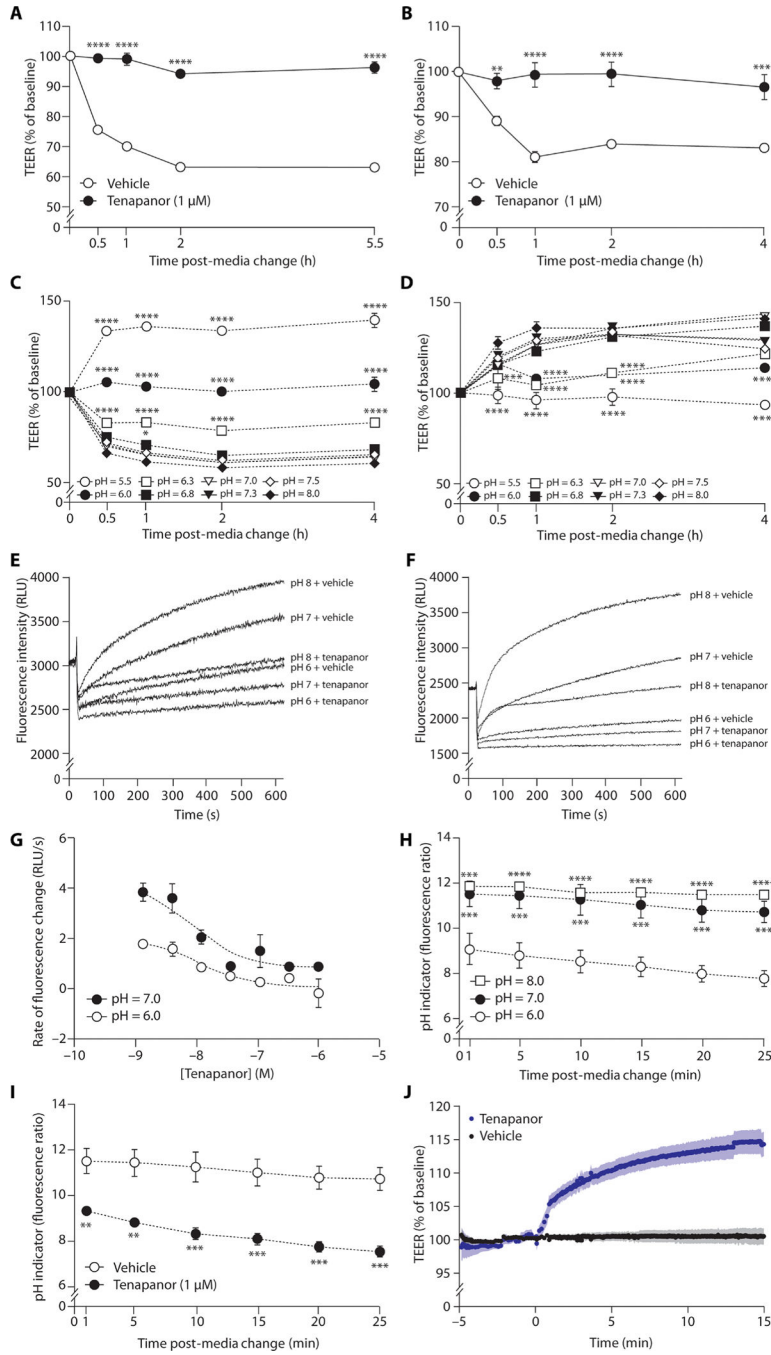 A
TEER (% of baseline)
110
100
90
80
70
60
50
0
****
****
****
****
Vehicle
Tenapanor (1 μM)
0
0.5
1
2
5.5
Time post-media change (h)
B
TEER (% of baseline)
110
100
90
80
70
0
**
****
****
***
Vehicle
Tenapanor (1 μM)
0
0.5
1
2
4
Time post-media change (h)
C
TEER (% of baseline)
150
100
50
0
****
****
****
****
****
****
****
****
****
****
****
****
*
pH = 5.5
pH = 6.3
pH = 7.0
pH = 7.5
pH = 6.0
pH = 6.8
pH = 7.3
pH = 8.0
0
0.5
1
2
4
Time post-media change (h)
D
TEER (% of baseline)
150
100
50
0
****
****
****
****
****
****
****
***
***
pH = 5.5
pH = 6.3
pH = 7.0
pH = 7.5
pH = 6.0
pH = 6.8
pH = 7.3
pH = 8.0
0
0.5
1
2
4
Time post-media change (h)
E
Fluorescence intensity (RLU)
4000
3500
3000
2500
2000
0
pH 8 + vehicle
pH 7 + vehicle
pH 8 + tenapanor
pH 6 + vehicle
pH 7 + tenapanor
pH 6 + tenapanor
0
100
200
300
400
500
600
Time (s)
F
Fluorescence intensity (RLU)
4000
3500
3000
2500
2000
1500
0
pH 8 + vehicle
pH 7 + vehicle
pH 8 + tenapanor
pH 6 + vehicle
pH 7 + tenapanor
pH 6 + tenapanor
0
100
200
300
400
500
600
Time (s)
G
Rate of fluorescence change (RLU/s)
6
4
2
0
−2
pH = 7.0
pH = 6.0
−10
−9
−8
−7
−6
−5
[Tenapanor] (M)
H
pH indicator (fluorescence ratio)
14
12
10
8
6
0
***
****
****
****
****
****
***
***
***
***
***
***
pH = 8.0
pH = 7.0
pH = 6.0
0
1
5
10
15
20
25
Time post-media change (min)
I
pH indicator (fluorescence ratio)
14
12
10
8
6
0
**
**
***
***
***
***
Vehicle
Tenapanor (1 μM)
0
1
5
10
15
20
25
Time post-media change (min)
J
TEER (% of baseline)
120
115
110
105
100
95
0
Tenapanor
Vehicle
−5
0
5
10
15
Time (min)